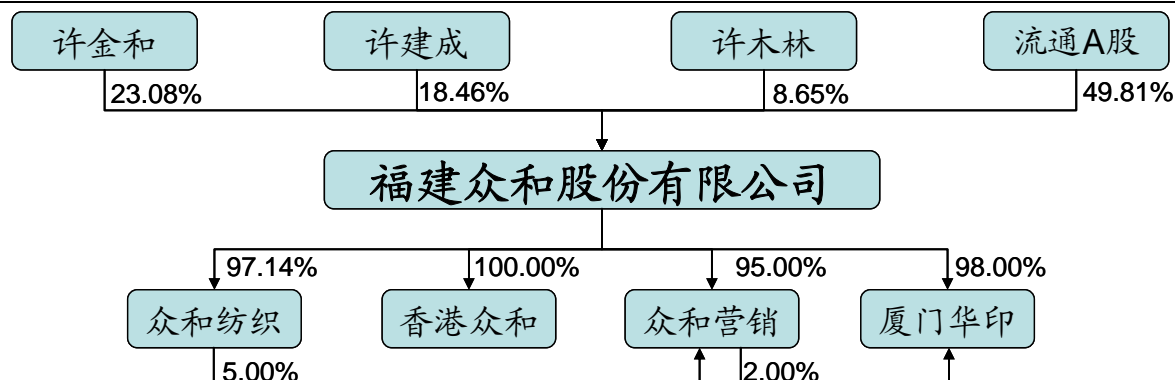 许金和 许建成 许木林 流通A股
23.08% 18.46% 8.65% 49.81%
福建众和股份有限公司
97.14% 100.00% 95.00% 98.00%
众和纺织 香港众和 众和营销 厦门华印
5.00% 2.00%